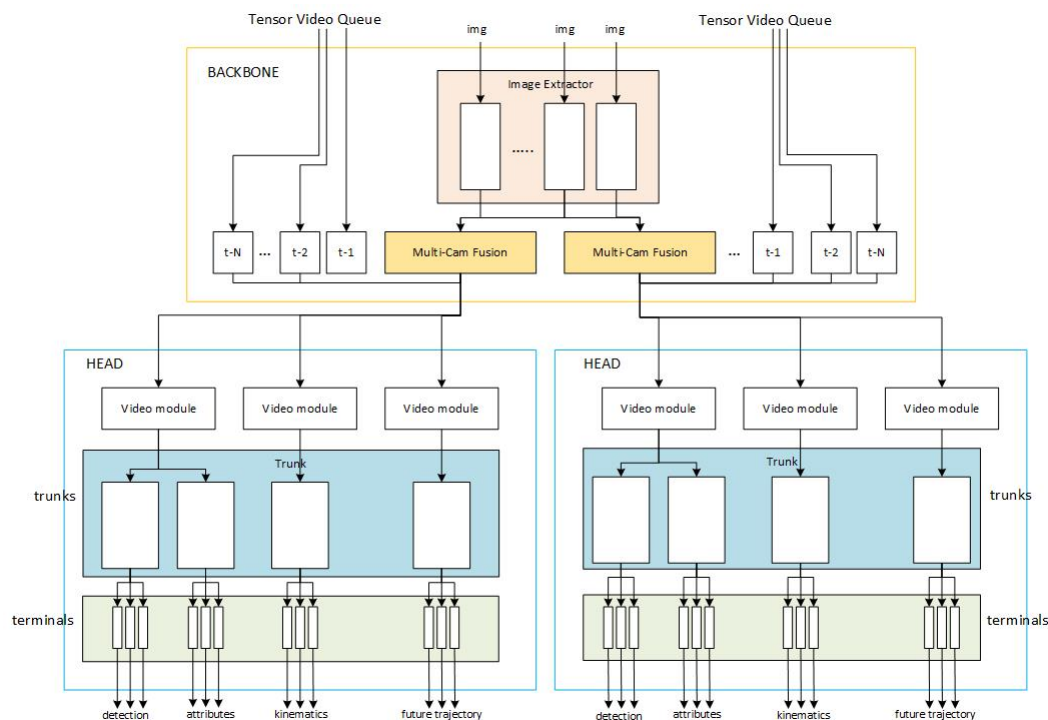 Tensor Video Queue
img
img
img
Tensor Video Queue
BACKBONE
Image Extractor
.....
t-N
...
t-2
t-1
Multi-Cam Fusion
Multi-Cam Fusion
...
t-1
t-2
t-N
HEAD
Video module
Video module
Video module
Trunk
trunks
terminals
detection
attributes
kinematics
future trajectory
HEAD
Video module
Video module
Video module
Trunk
trunks
terminals
detection
attributes
kinematics
future trajectory